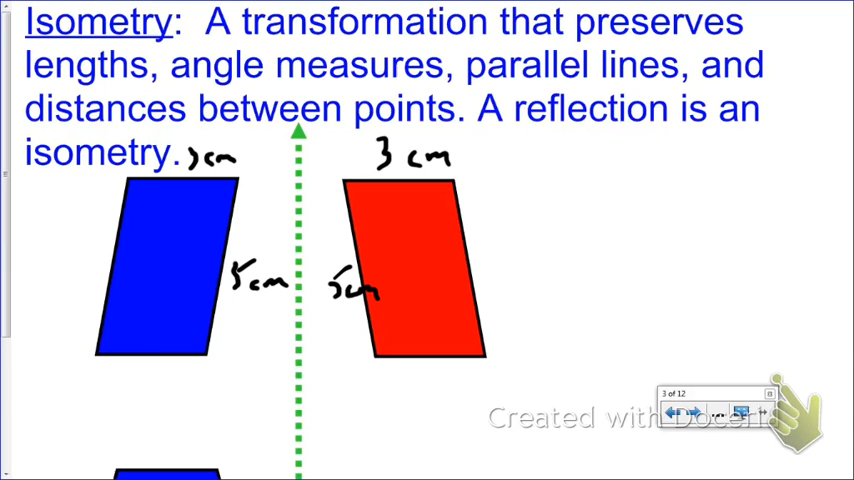 Isometry: A transformation that preserves
lengths, angle measures, parallel lines, and
distances between points. A reflection is an
isometry.
cm
3 cm
5cm
5cm
3 of 12
Created with Doceri